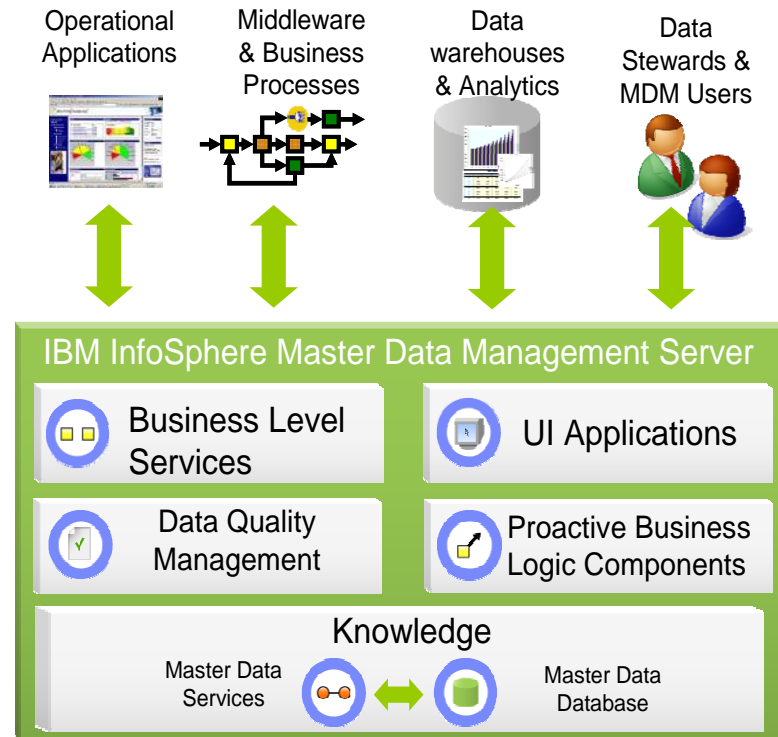 Operational
Applications
Middleware
& Business
Processes
Data
warehouses
& Analytics
Data
Stewards &
MDM Users
IBM InfoSphere Master Data Management Server
Business Level
Services
UI Applications
Data Quality
Management
Proactive Business
Logic Components
Knowledge
Master Data
Services
Master Data
Database